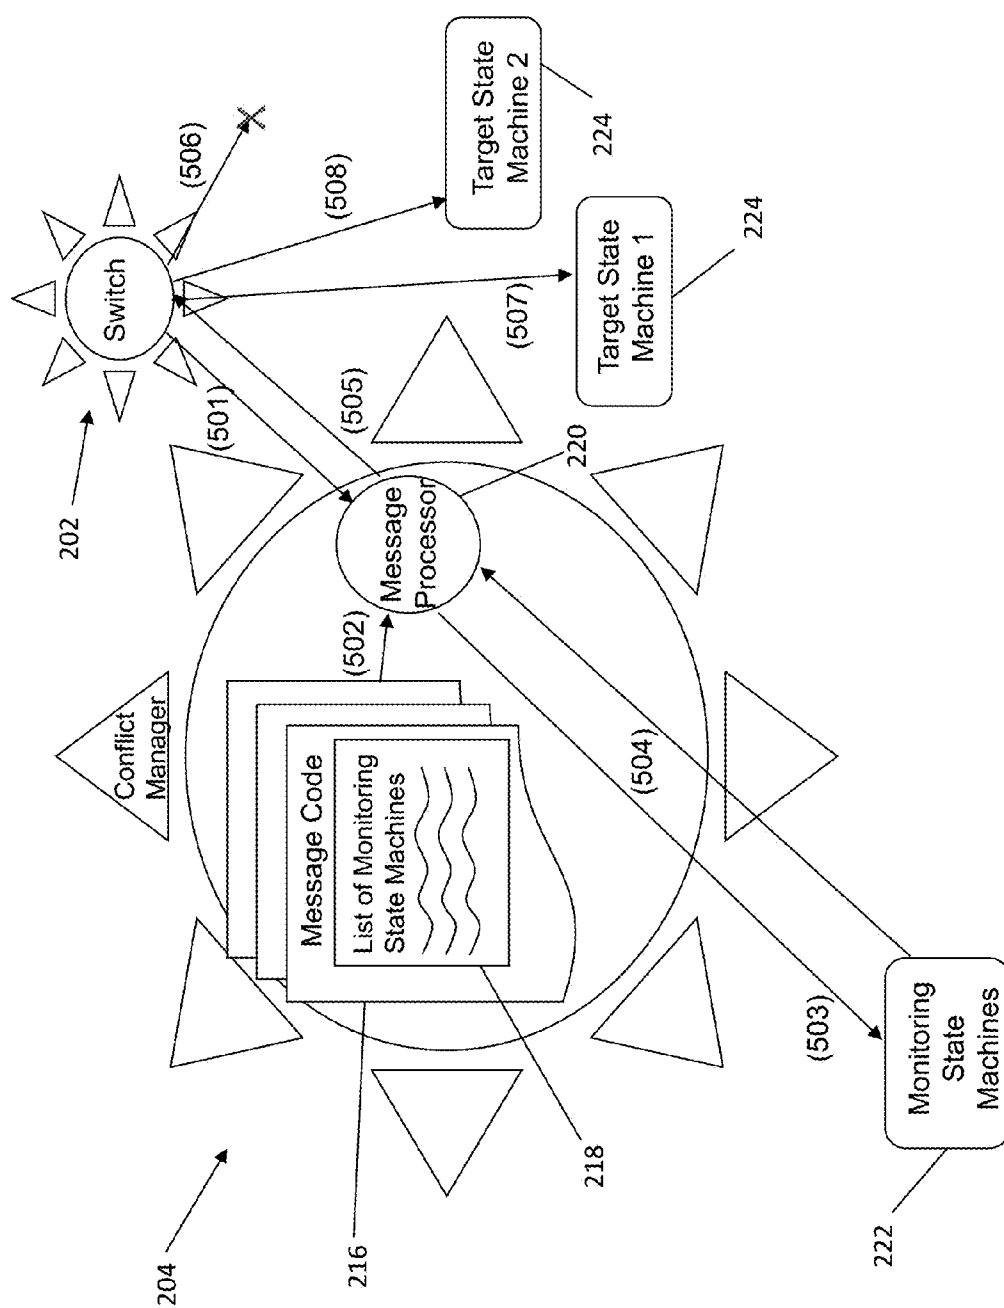 204
216
218
222
Conflict
Manager
Message Code
List of Monitoring
State Machines
(502)
Message
Processor
220
(503)
(504)
Monitoring
State
Machines
202
(501)
(505)
Switch
(506)
(508)
(507)
Target State
Machine 1
224
Target State
Machine 2
224